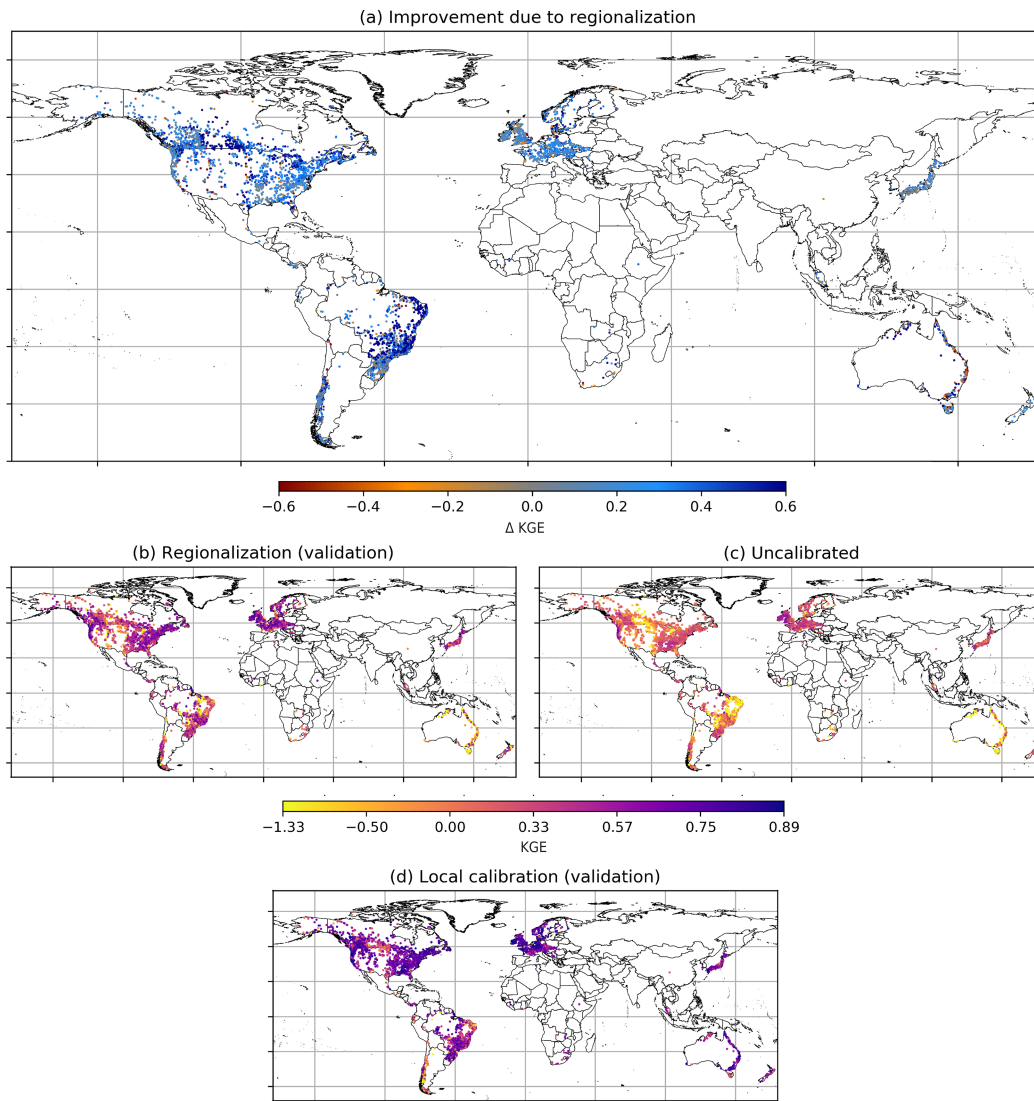 (a) Improvement due to regionalization
−0.6 −0.4 −0.2 0.0 0.2 0.4 0.6
Δ KGE
(b) Regionalization (validation)
(c) Uncalibrated
−1.33 −0.50 0.00 0.33 0.57 0.75 0.89
KGE
(d) Local calibration (validation)